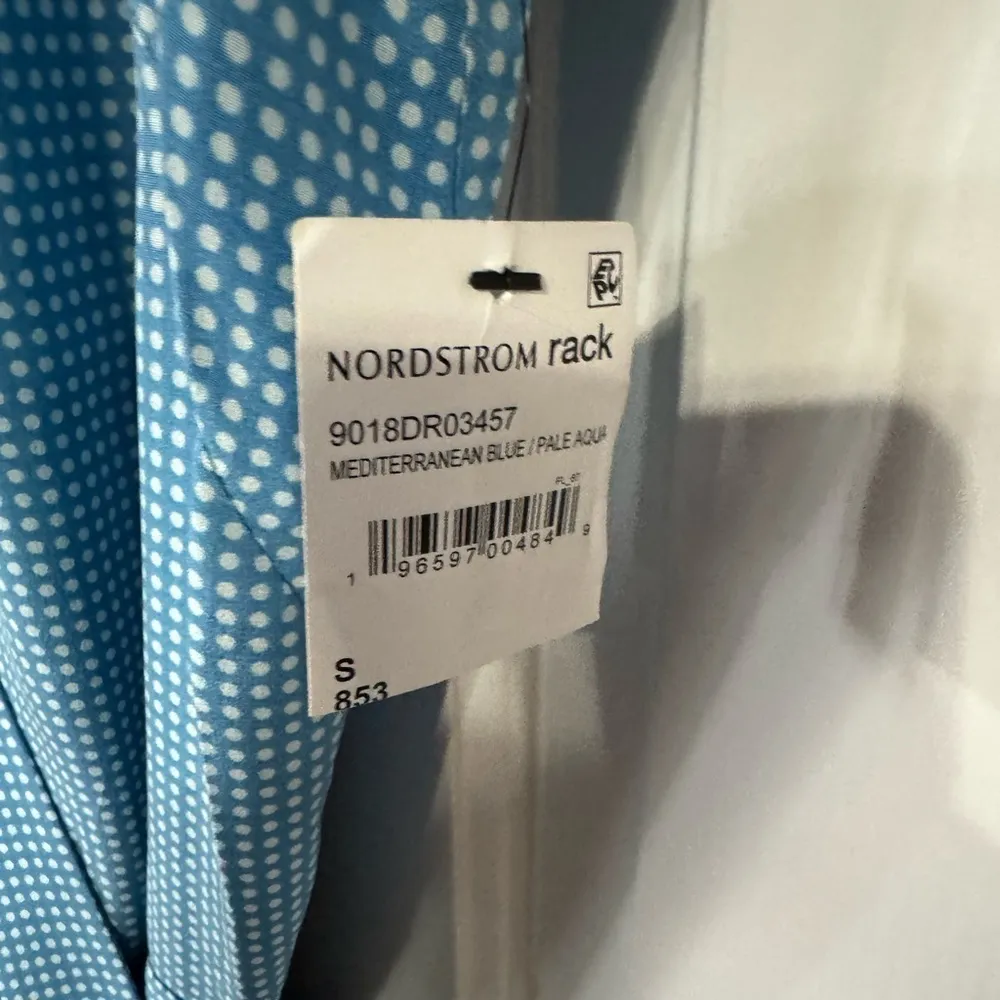 NORDSTROM rack
9018DR03457
MEDITERRANEAN BLUE / PALE AQUA
1 96597 00484 9
S
853